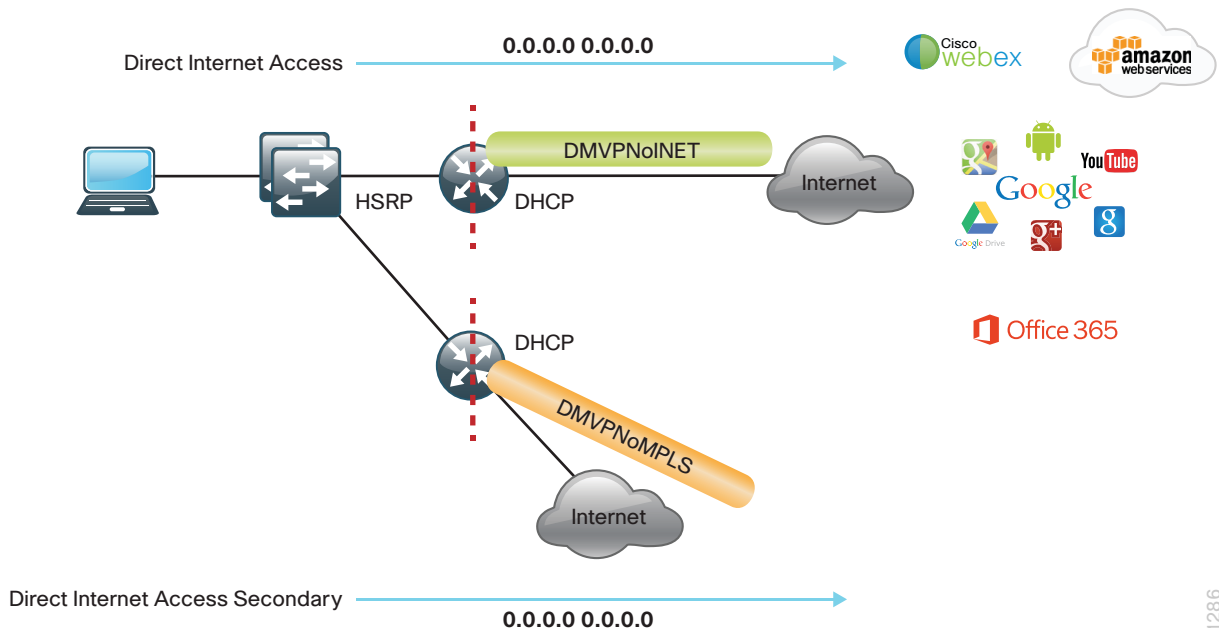 Direct Internet Access
0.0.0.0 0.0.0.0
Cisco
webex
amazon
web services
DMVPNoINET
HSRP
DHCP
Internet
You Tube
Google
Google Drive
g+
g
DHCP
DMVPNoMPLS
Office 365
Internet
Direct Internet Access Secondary
0.0.0.0 0.0.0.0
1286